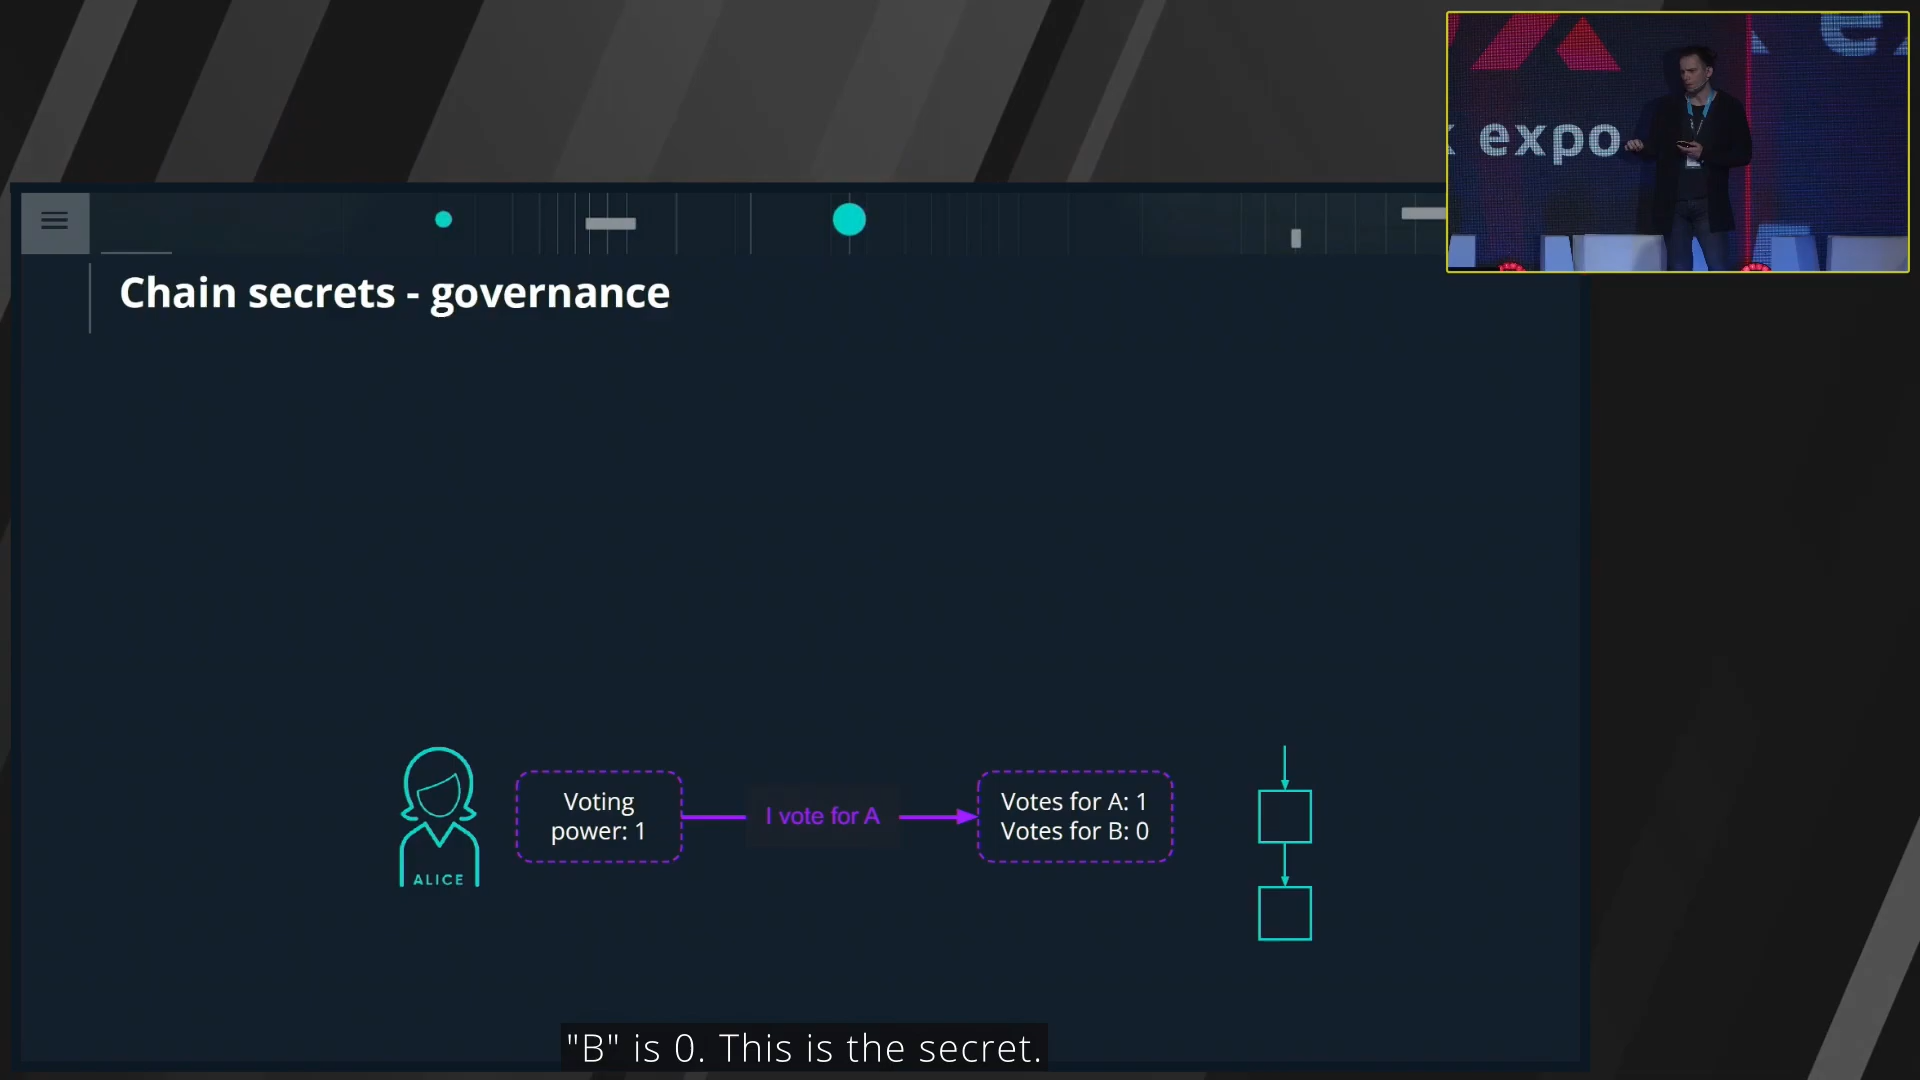 expo
Chain secrets - governance
Voting
power: 1
I vote for A
Votes for A: 1
Votes for B: 0
ALICE
"B" is 0. This is the secret.